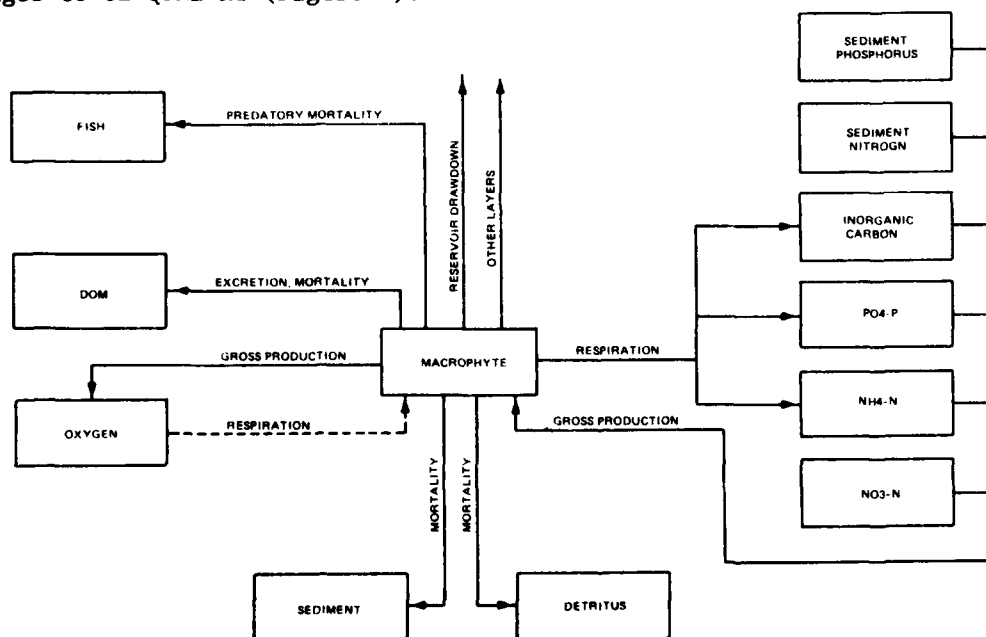 SEDIMENT
PHOSPHORUS
FISH
PREDATORY MORTALITY
SEDIMENT
NITROGN
RESERVOIR DRAWDOWN
OTHER LAYERS
INORGANIC
CARBON
DOM
EXCRETION, MORTALITY
PO4-P
GROSS PRODUCTION
MACROPHYTE
RESPIRATION
OXYGEN
RESPIRATION
GROSS PRODUCTION
NH4-N
MORTALITY
MORTALITY
NO3-N
SEDIMENT
DETRITUS